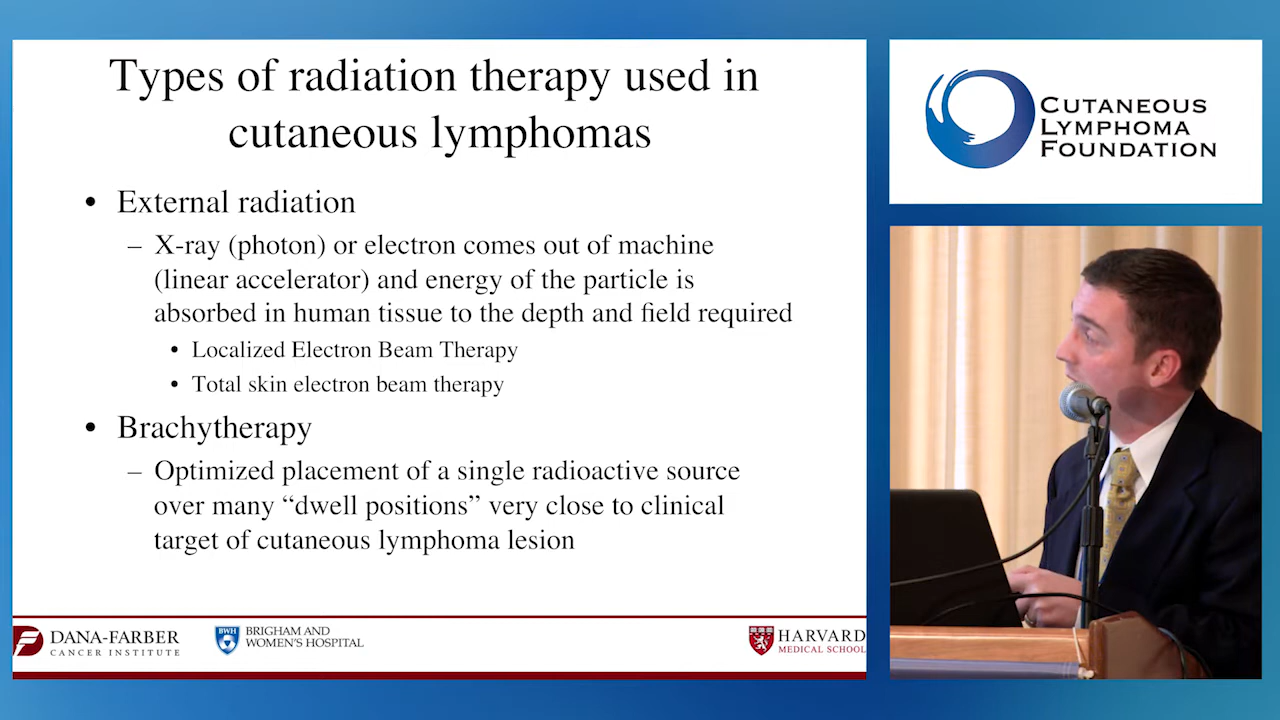 Types of radiation therapy used in
cutaneous lymphomas
• External radiation
– X-ray (photon) or electron comes out of machine
(linear accelerator) and energy of the particle is
absorbed in human tissue to the depth and field required
• Localized Electron Beam Therapy
• Total skin electron beam therapy
• Brachytherapy
– Optimized placement of a single radioactive source
over many “dwell positions” very close to clinical
target of cutaneous lymphoma lesion
DANA-FARBER
CANCER INSTITUTE
BWH
BRIGHAM AND
WOMEN'S HOSPITAL
HARVARD
MEDICAL SCHOOL
CUTANEOUS
LYMPHOMA
FOUNDATION